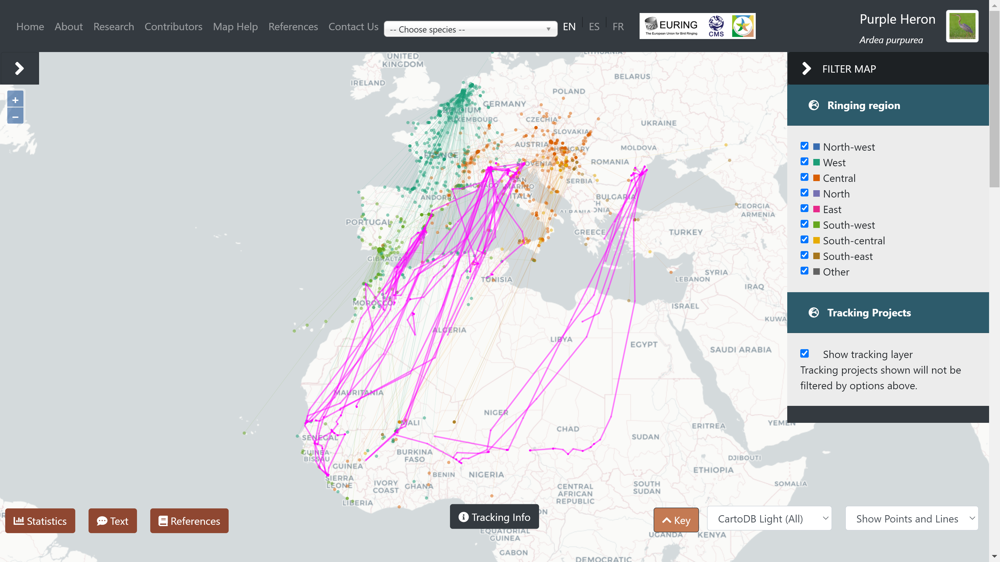 Home
About
Research
Contributors
Map Help
References
Contact Us
-- Choose species --
EN
ES
FR
6221
EURING
The European Union for Bird Ringing
CMS
Purple Heron
Ardea purpurea
FILTER MAP
Ringing region
North-west
West
Central
North
East
South-west
South-central
South-east
Other
Tracking Projects
Show tracking layer
Tracking projects shown will not be
filtered by options above.
+
−
LITHUANIA
UNITED
KINGDOM
IRELAND
BELARUS
POLAND
GERMANY
BELGIUM
LUXEMBOURG
CZECHIA
UKRAINE
SLOVAKIA
AUSTRIA
HUNGARY
MOLDOVA
FRANCE
SLOVENIA
ROMANIA
MONACO
SAN
MARINO
SERBIA
ITALY
ANDORRA
BULGARIA
ALBANIA
GEORGIA
ARMENIA
PORTUGAL
GREECE
TURKEY
GIBRALTAR
TUNISIA
SYRIA
LEBANON
IRAQ
MOROCCO
ISRAEL
KUWA
ALGERIA
LIBYA
EGYPT
SAUDI ARABIA
MAURITANIA
NIGER
MALI
CHAD
ERITREA
YEMEN
SENEGAL
SUDAN
GUINEA-
BISSAU
BURKINA
FASO
DJIBOUTI
GUINEA
BENIN
NIGERIA
ETHIOPIA
SIERRA
LEONE
IVORY
COAST
GHANA
CENTRAL
AFRICAN
REPUBLIC
SOUTH
SUDAN
SOMALIA
LIBERIA
EQUATORIAL
GUINEA
UGANDA
KENYA
GABON
DEMOCRATIC
Statistics
Text
References
Tracking Info
Key
CartoDB Light (All)
Show Points and Lines